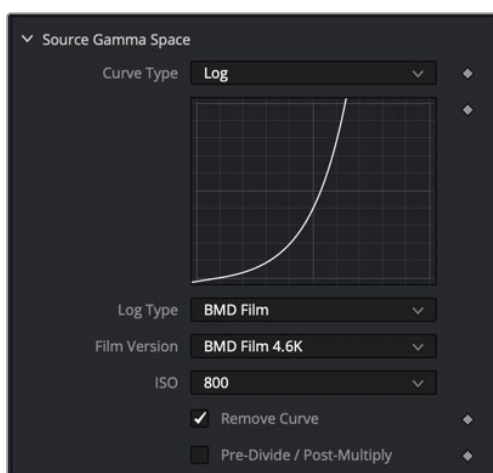 Source Gamma Space
Curve Type Log
Log Type BMD Film
Film Version BMD Film 4.6K
ISO 800
Remove Curve
Pre-Divide / Post-Multiply